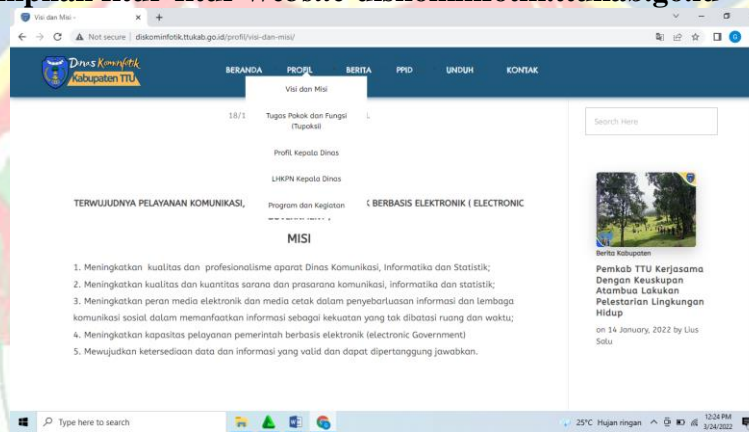 Visi dan Misi -
Not secure | diskominfotik.ttukab.go.id/profil/visi-dan-misi/
Dinas Kominfotik
Kabupaten TTU
BERANDA PROFIL BERITA PPID UNDUH KONTAK
Visi dan Misi
18/1
Tugas Pokok dan Fungsi
(Tupoksi)
Profil Kepala Dinas
LHKPN Kepala Dinas
Program dan Kegiatan
Search Here
TERWUJUDNYA PELAYANAN KOMUNIKASI, BERBASIS ELEKTRONIK ( ELECTRONIC
MISI
1. Meningkatkan kualitas dan profesionalisme aparat Dinas Komunikasi, Informatika dan Statistik;
2. Meningkatkan kualitas dan kuantitas sarana dan prasarana komunikasi, informatika dan statistik;
3. Meningkatkan peran media elektronik dan media cetak dalam penyebarluasan informasi dan lembaga
komunikasi sosial dalam memanfaatkan informasi sebagai kekuatan yang tak dibatasi ruang dan waktu;
4. Meningkatkan kapasitas pelayanan pemerintah berbasis elektronik (electronic Government)
5. Mewujudkan ketersediaan data dan informasi yang valid dan dapat dipertanggung jawabkan.
Berita Kabupaten
Pemkab TTU Kerjasama
Dengan Keuskupan
Atambua Lakukan
Pelestarian Lingkungan
Hidup
on 14 January, 2022 by Lius
Salu
Type here to search
25°C Hujan ringan
12:24 PM
3/24/2022